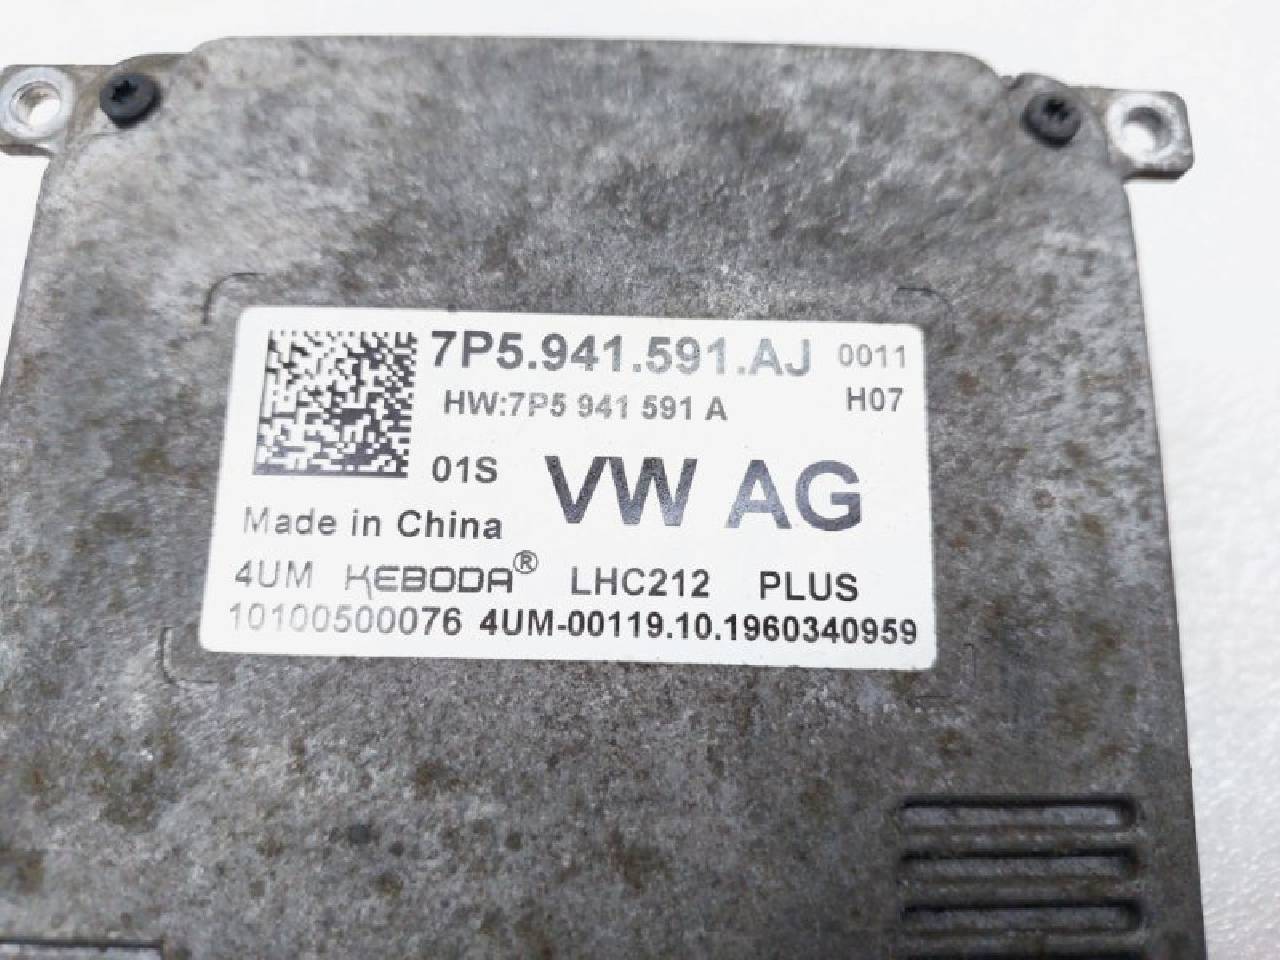 7P5.941.591.AJ 0011
HW:7P5 941 591 A H07
01S VW AG
Made in China
4UM KEBODA® LHC212 PLUS
10100500076 4UM-00119.10.1960340959